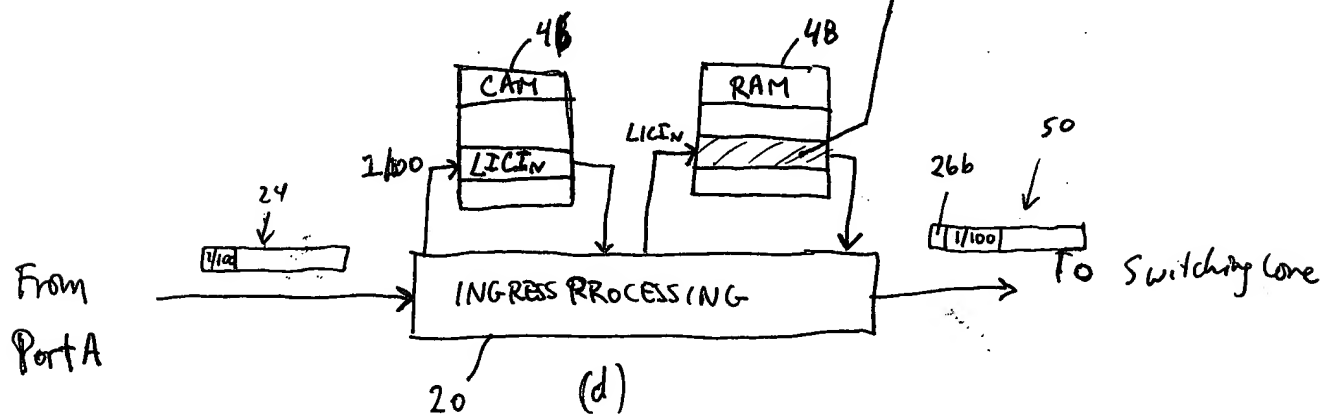 46
48
CAM
RAM
LICIN
50
1/100
LICIN
26b
24
1/100
1/100
To Switching Core
From
Port A
INGRESS PROCESSING
20
(d)